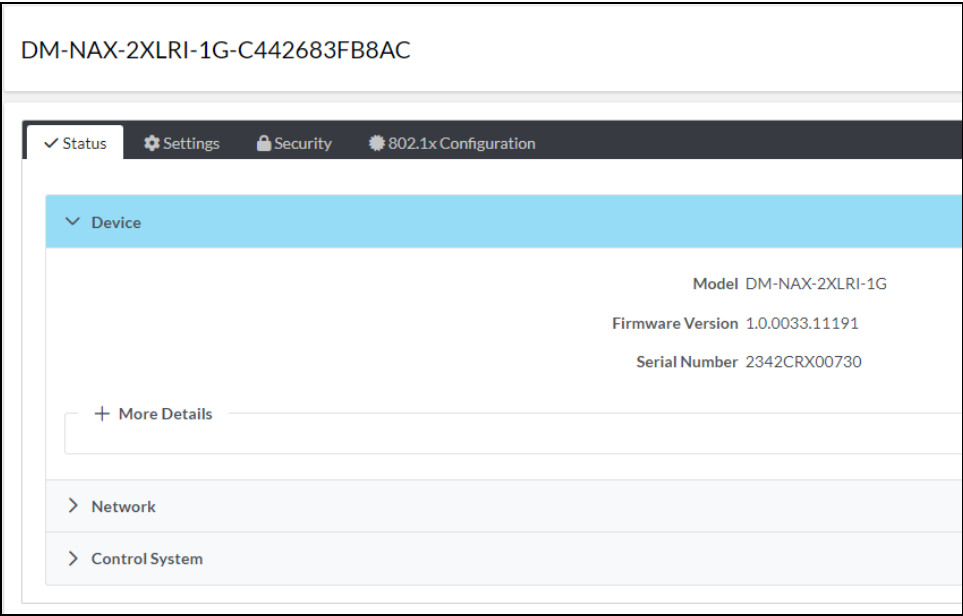 DM-NAX-2XLRI-1G-C442683FB8AC
Status Settings Security 802.1x Configuration
Device
Model DM-NAX-2XLRI-1G
Firmware Version 1.0.0033.11191
Serial Number 2342CRX00730
More Details
Network
Control System